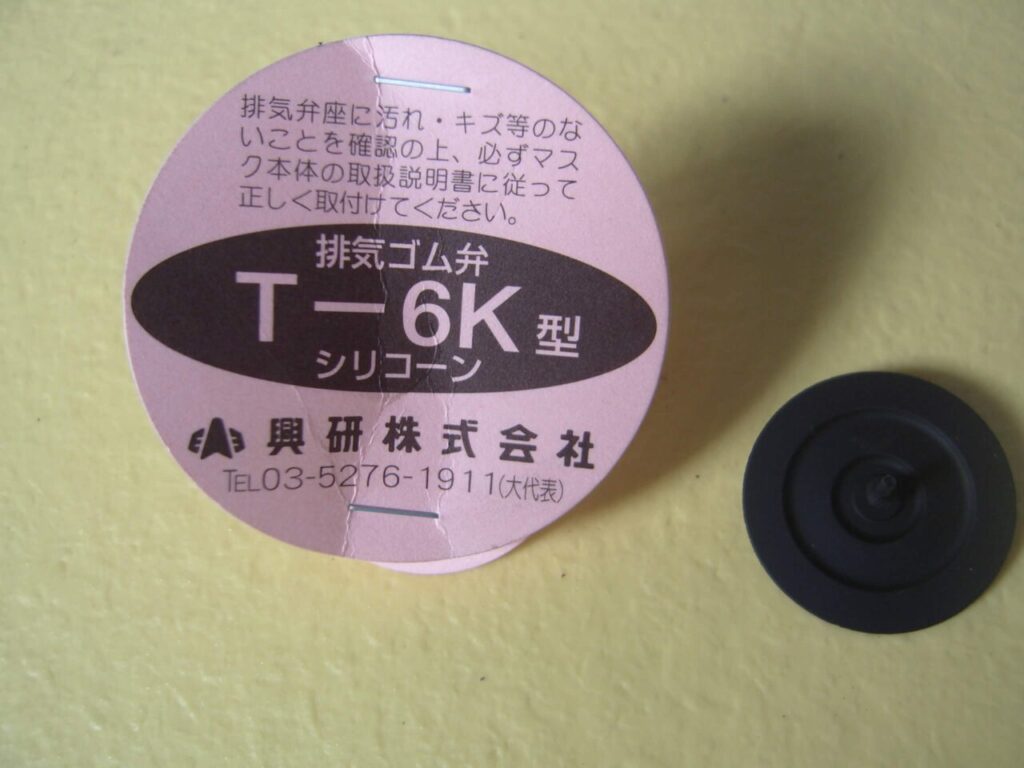 排気弁座に汚れ・キズ等のな
いことを確認の上、必ずマス
ク本体の取扱説明書に従って
正しく取付けてください。
排気ゴム弁
T－6K型
シリコーン
興研株式会社
TEL03-5276-1911(大代表)